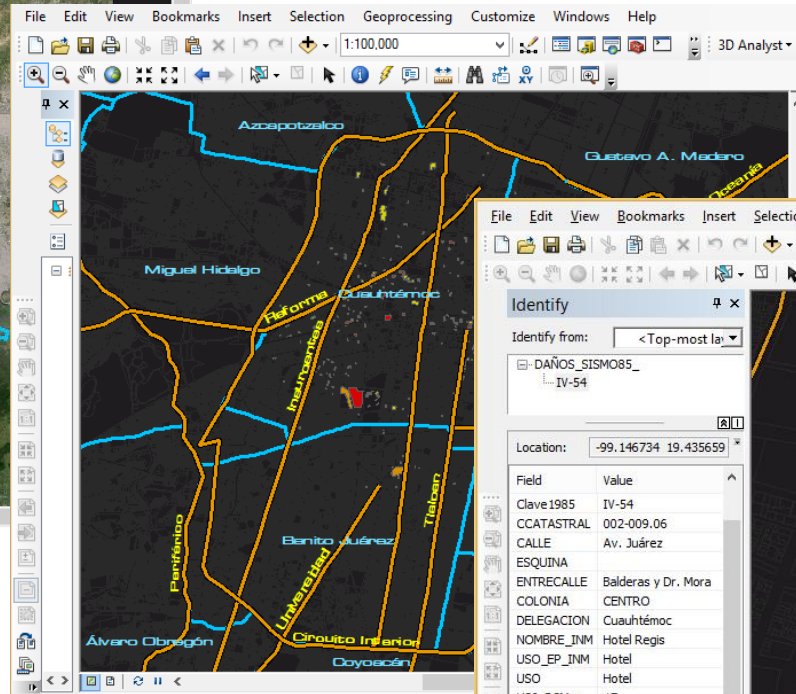 File Edit View Bookmarks Insert Selection Geoprocessing Customize Windows Help
1:100,000
3D Analyst
Azcapotzalco
Gustavo A. Madero
Oceanía
Miguel Hidalgo
Reforma
Cuauhtémoc
Insurgentes
Tlalpan
Periférico
Benito Juárez
Universidad
Álvaro Obregón
Circuito Interior
Coyoacán
File Edit View Bookmarks Insert Selectio
Identify
Identify from: <Top-most la
DAÑOS_SISMO85_
IV-54
Location: -99.146734 19.435659
Field Value
Clave1985 IV-54
CCATASTRAL 002-009.06
CALLE Av. Juárez
ESQUINA
ENTRECALLE Balderas y Dr. Mora
COLONIA CENTRO
DELEGACION Cuauhtémoc
NOMBRE_INM Hotel Regis
USO_EP_INM Hotel
USO Hotel